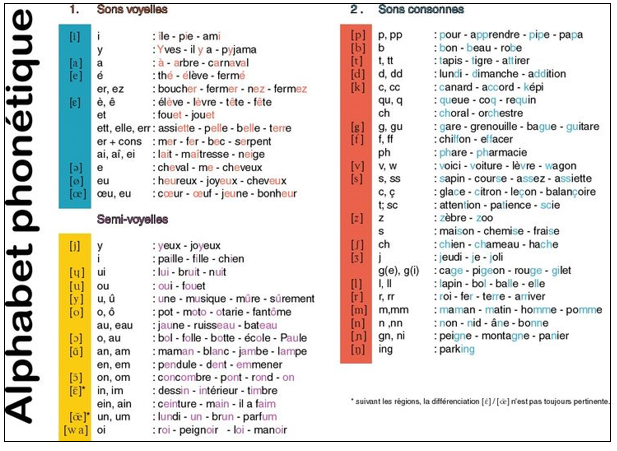 Alphabet phonétique
1. Sons voyelles
[i] i : île - pie - ami
y : Yves - il y a - pyjama
[a] a : à - arbre - carnaval
[e] é : thé - élève - fermé
er, ez : boucher - fermer - nez - fermez
[ɛ] è, ê : élève - lèvre - tête - fête
et : fouet - jouet
ett, elle, err : assiette - pelle - belle - terre
er + cons : mer - fer - bec - serpent
ai, aî, ei : lait - maîtresse - neige
[ə] e : cheval - me - cheveux
[ø] eu : heureux - joyeux - cheveux
[œ] œu, eu : cœur - œuf - jeune - bonheur
Semi-voyelles
[j] y : yeux - joyeux
i : paille - fille - chien
[ɥ] ui : lui - bruit - nuit
[u] ou : oui - fouet
[y] u, û : une - musique - mûre - sûrement
[o] o, ô : pot - moto - otarie - fantôme
au, eau : jaune - ruisseau - bateau
[ɔ] o, au : bol - folle - botte - école - Paule
[ɑ̃] an, am : maman - blanc - jambe - lampe
en, em : pendule - dent - emmener
[ɔ̃] on, om : concombre - pont - rond - on
[ɛ̃]* in, im : dessin - intérieur - timbre
ein, ain : ceinture - main - il a faim
[œ̃]* un, um : lundi - un - brun - parfum
[wa] oi : roi - peignoir - loi - manoir
2 . Sons consonnes
[p] p, pp : pour - apprendre - pipe - papa
[b] b : bon - beau - robe
[t] t, tt : tapis - tigre - attirer
[d] d, dd : lundi - dimanche - addition
[k] c, cc : canard - accord - képi
qu, q : queue - coq - requin
ch : choral - orchestre
[g] g, gu : gare - grenouille - bague - guitare
[f] f, ff : chiffon - effacer
ph : phare - pharmacie
[v] v, w : voici - voiture - lèvre - wagon
[s] s, ss : sapin - course - assez - assiette
c, ç : glace - citron - leçon - balançoire
t; sc : attention - patience - scie
[z] z : zèbre - zoo
s : maison - chemise - fraise
[ʃ] ch : chien - chameau - hache
[ʒ] j : jeudi - je - joli
g(e), g(i) : cage - pigeon - rouge - gilet
[l] l, ll : lapin - bol - balle - elle
[r] r, rr : roi - fer - terre - arriver
[m] m,mm : maman - matin - homme - pomme
[n] n ,nn : non - nid - âne - bonne
[ɲ] gn, ni : peigne - montagne - panier
[ŋ] ing : parking
* suivant les régions, la différenciation [ɛ̃] / [œ̃] n'est pas toujours pertinente.